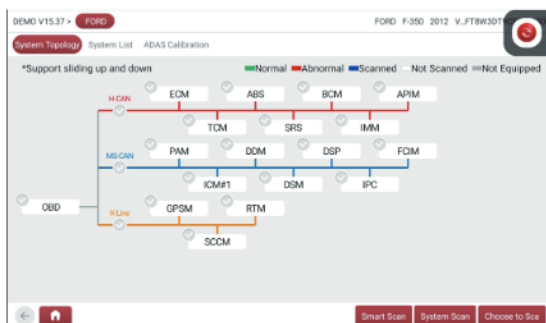 DEMO V15.37 > FORD
FORD F-350 2012
System Topology System List ADAS Calibration
*Support sliding up and down
Normal Abnormal Scanned Not Scanned Not Equipped
H-CAN
ECM ABS BCM APIM
TCM SRS IMM
MS-CAN
PAM DDM DSP FCIM
ICM#1 DSM IPC
OBD
K-Line
GPSM RTM
SCCM
Smart Scan System Scan Choose to Sca